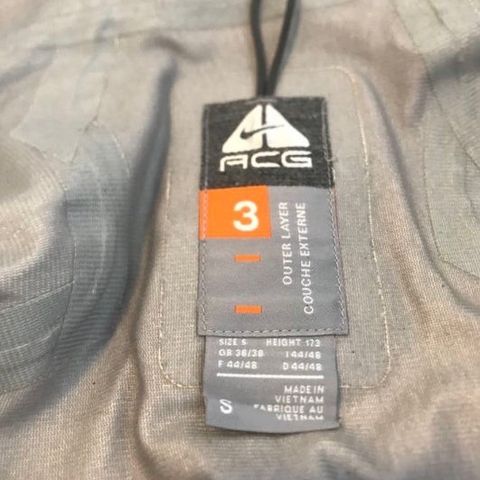 ACG
3
OUTER LAYER
COUCHE EXTERNE
SIZE S HEIGHT 173
GB 36/38 I 44/48
F 44/48 D 44/48
S
MADE IN
VIETNAM
FABRIQUE AU
VIETNAM